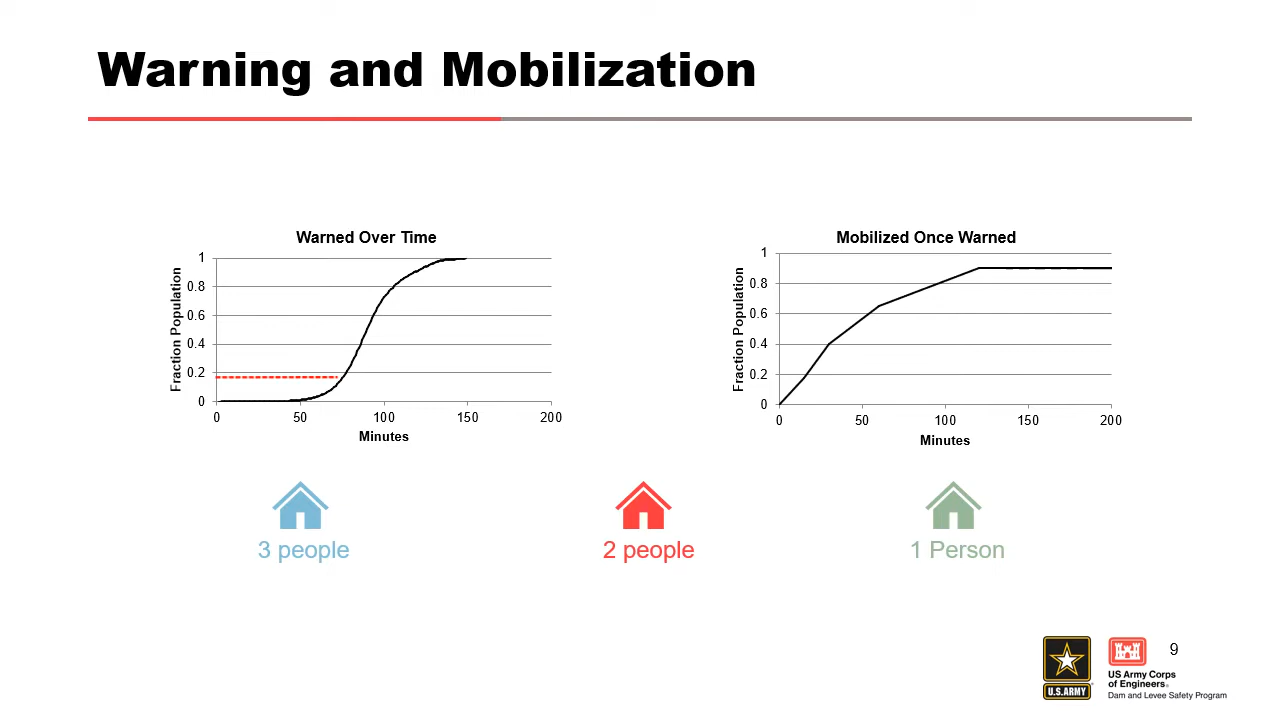 Warning and Mobilization
Warned Over Time
Fraction Population
1
0.8
0.6
0.4
0.2
0
0 50 100 150 200
Minutes
Mobilized Once Warned
Fraction Population
1
0.8
0.6
0.4
0.2
0
0 50 100 150 200
Minutes
3 people
2 people
1 Person
U.S.ARMY
US Army Corps
of Engineers®
Dam and Levee Safety Program
9